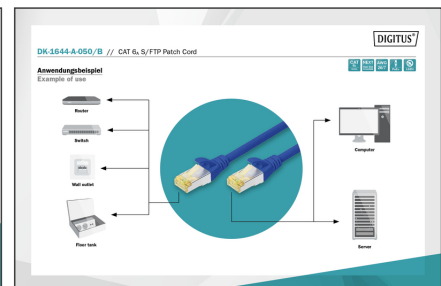 DIGITUS®
DK-1644-A-050/B // CAT 6A S/FTP Patch Cord
Anwendungsbeispiel
Example of use
Router
Switch
Wall outlet
Floor tank
Computer
Server